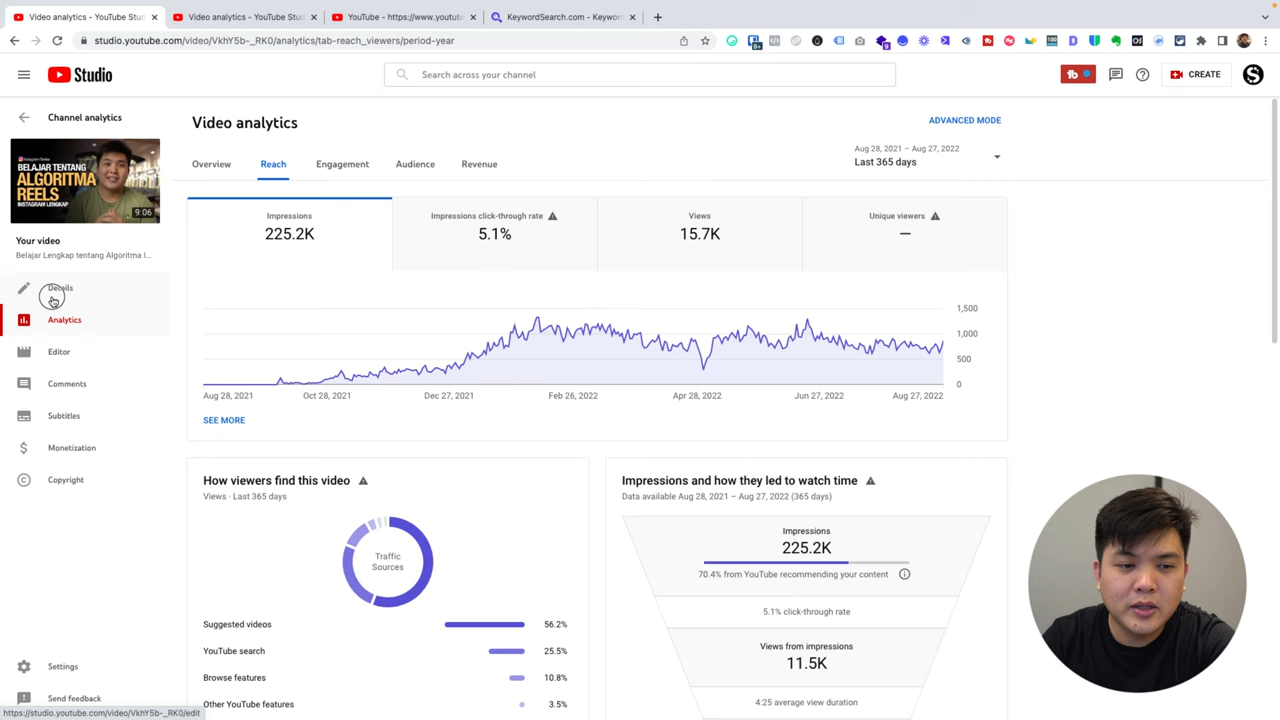 Video analytics - YouTube Stud
Video analytics - YouTube Stud
YouTube - https://www.youtube
KeywordSearch.com - Keywor
studio.youtube.com/video/VkhY5b-_RK0/analytics/tab-reach_viewers/period-year
Studio
Search across your channel
CREATE
Channel analytics
BELAJAR TENTANG
ALGORITMA
REELS
INSTAGRAM LENGKAP
9:06
Your video
Belajar Lengkap tentang Algoritma I...
Details
Analytics
Editor
Comments
Subtitles
Monetization
Copyright
Settings
Send feedback
https://studio.youtube.com/video/VkhY5b-_RK0/edit
Video analytics
ADVANCED MODE
Overview
Reach
Engagement
Audience
Revenue
Aug 28, 2021 – Aug 27, 2022
Last 365 days
Impressions
225.2K
Impressions click-through rate
5.1%
Views
15.7K
Unique viewers
—
1,500
1,000
500
0
Aug 28, 2021
Oct 28, 2021
Dec 27, 2021
Feb 26, 2022
Apr 28, 2022
Jun 27, 2022
Aug 27, 2022
SEE MORE
How viewers find this video
Views · Last 365 days
Traffic
Sources
Suggested videos 56.2%
YouTube search 25.5%
Browse features 10.8%
Other YouTube features 3.5%
Impressions and how they led to watch time
Data available Aug 28, 2021 – Aug 27, 2022 (365 days)
Impressions
225.2K
70.4% from YouTube recommending your content
5.1% click-through rate
Views from impressions
11.5K
4:25 average view duration